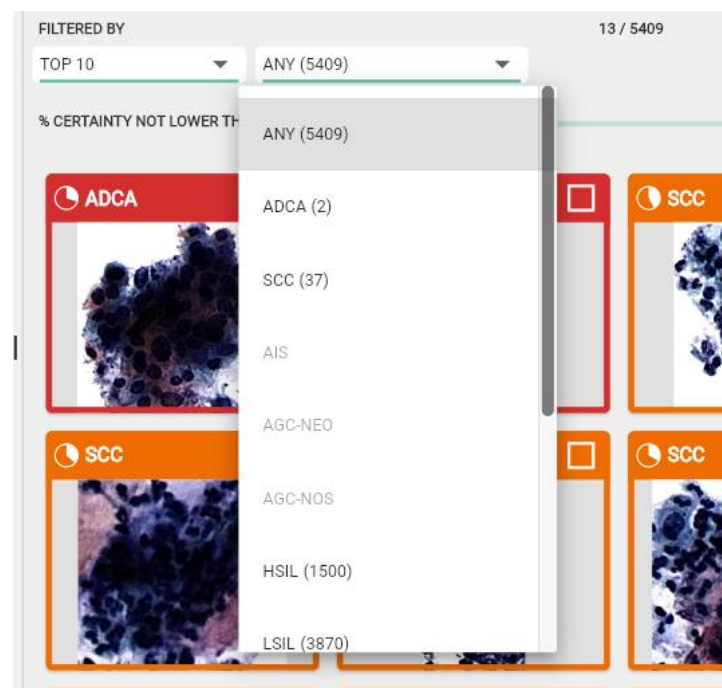 FILTERED BY
13 / 5409
TOP 10
ANY (5409)
% CERTAINTY NOT LOWER
ANY (5409)
ADCA
ADCA (2)
SCC
SCC (37)
AIS
AGC-NEO
SCC
SCC
AGC-NOS
HSIL (1500)
LSIL (3870)